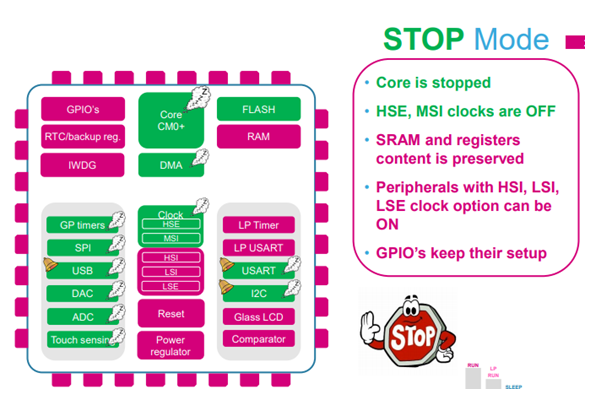 STOP Mode
GPIO's
RTC/backup reg.
IWDG
Core
CM0+
DMA
FLASH
RAM
GP timers
SPI
USB
DAC
ADC
Touch sensing
Clock
HSE
MSI
HSI
LSI
LSE
Reset
Power
regulator
LP Timer
LP USART
USART
I2C
Glass LCD
Comparator
• Core is stopped
• HSE, MSI clocks are OFF
• SRAM and registers
content is preserved
• Peripherals with HSI, LSI,
LSE clock option can be
ON
• GPIO's keep their setup
STOP
RUN
LP
RUN
SLEEP